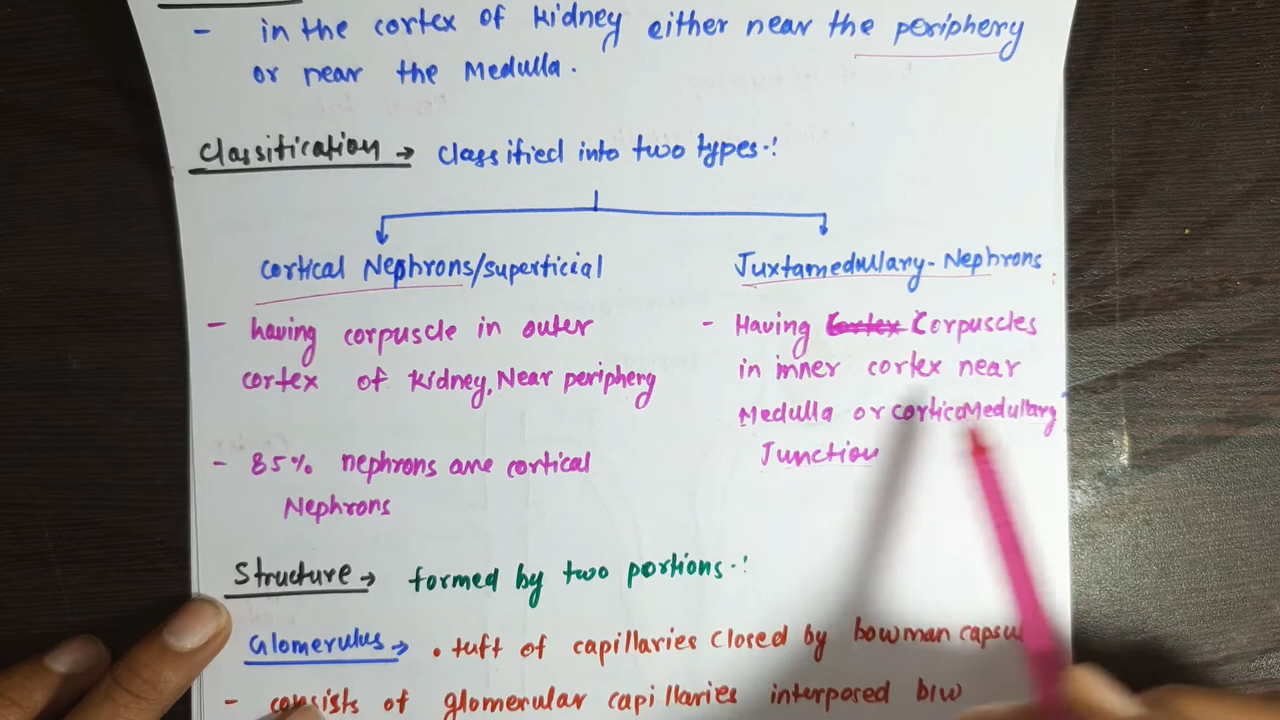 - in the cortex of kidney either near the periphery
or near the Medulla.
Classification → classified into two types:
cortical Nephrons/superficial
Juxtamedullary-Nephrons
- having corpuscle in outer
cortex of kidney, Near periphery
- 85% nephrons are cortical
Nephrons
- Having Cortex Corpuscles
in inner cortex near
Medulla or corticoMedullary
Junction
Structure → formed by two portions:
Glomerulus → • tuft of capillaries closed by bowman capsu
- consists of glomerular capillaries interposed b/w